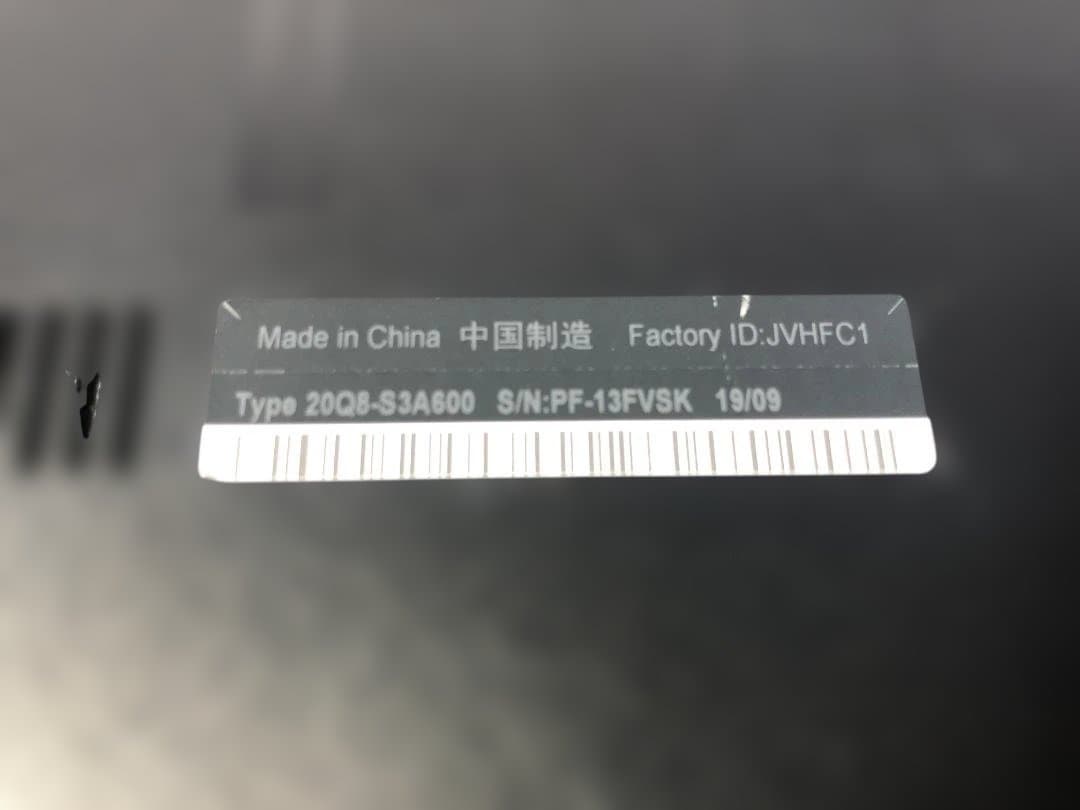 Made in China 中国制造 Factory ID:JVHFC1
Type 20Q8-S3A600 S/N:PF-13FVSK 19/09